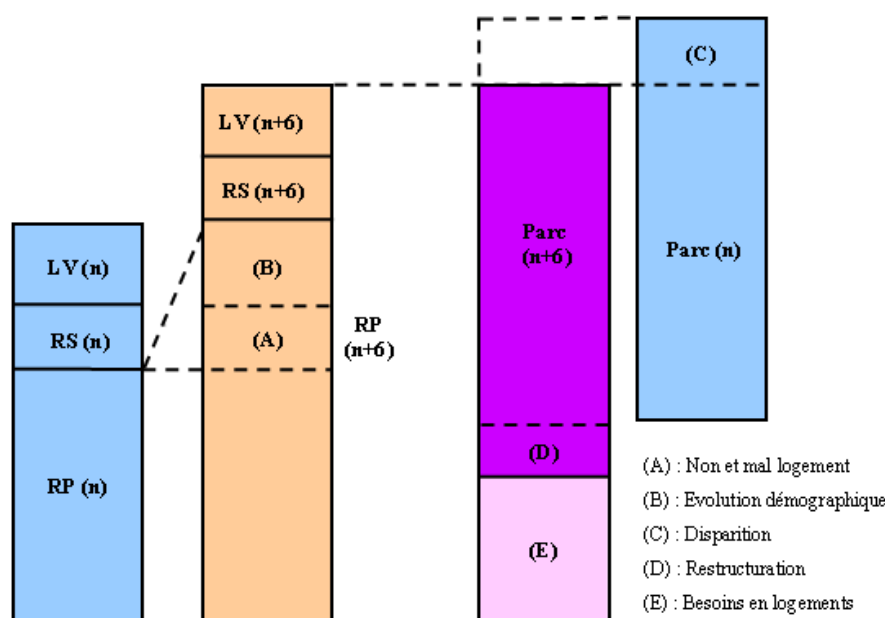 LV (n)
RS (n)
RP (n)
LV (n+6)
RS (n+6)
(B)
(A)
RP
(n+6)
Parc
(n+6)
(D)
(E)
(C)
Parc (n)
(A) : Non et mal logement
(B) : Evolution démographique
(C) : Disparition
(D) : Restructuration
(E) : Besoins en logements